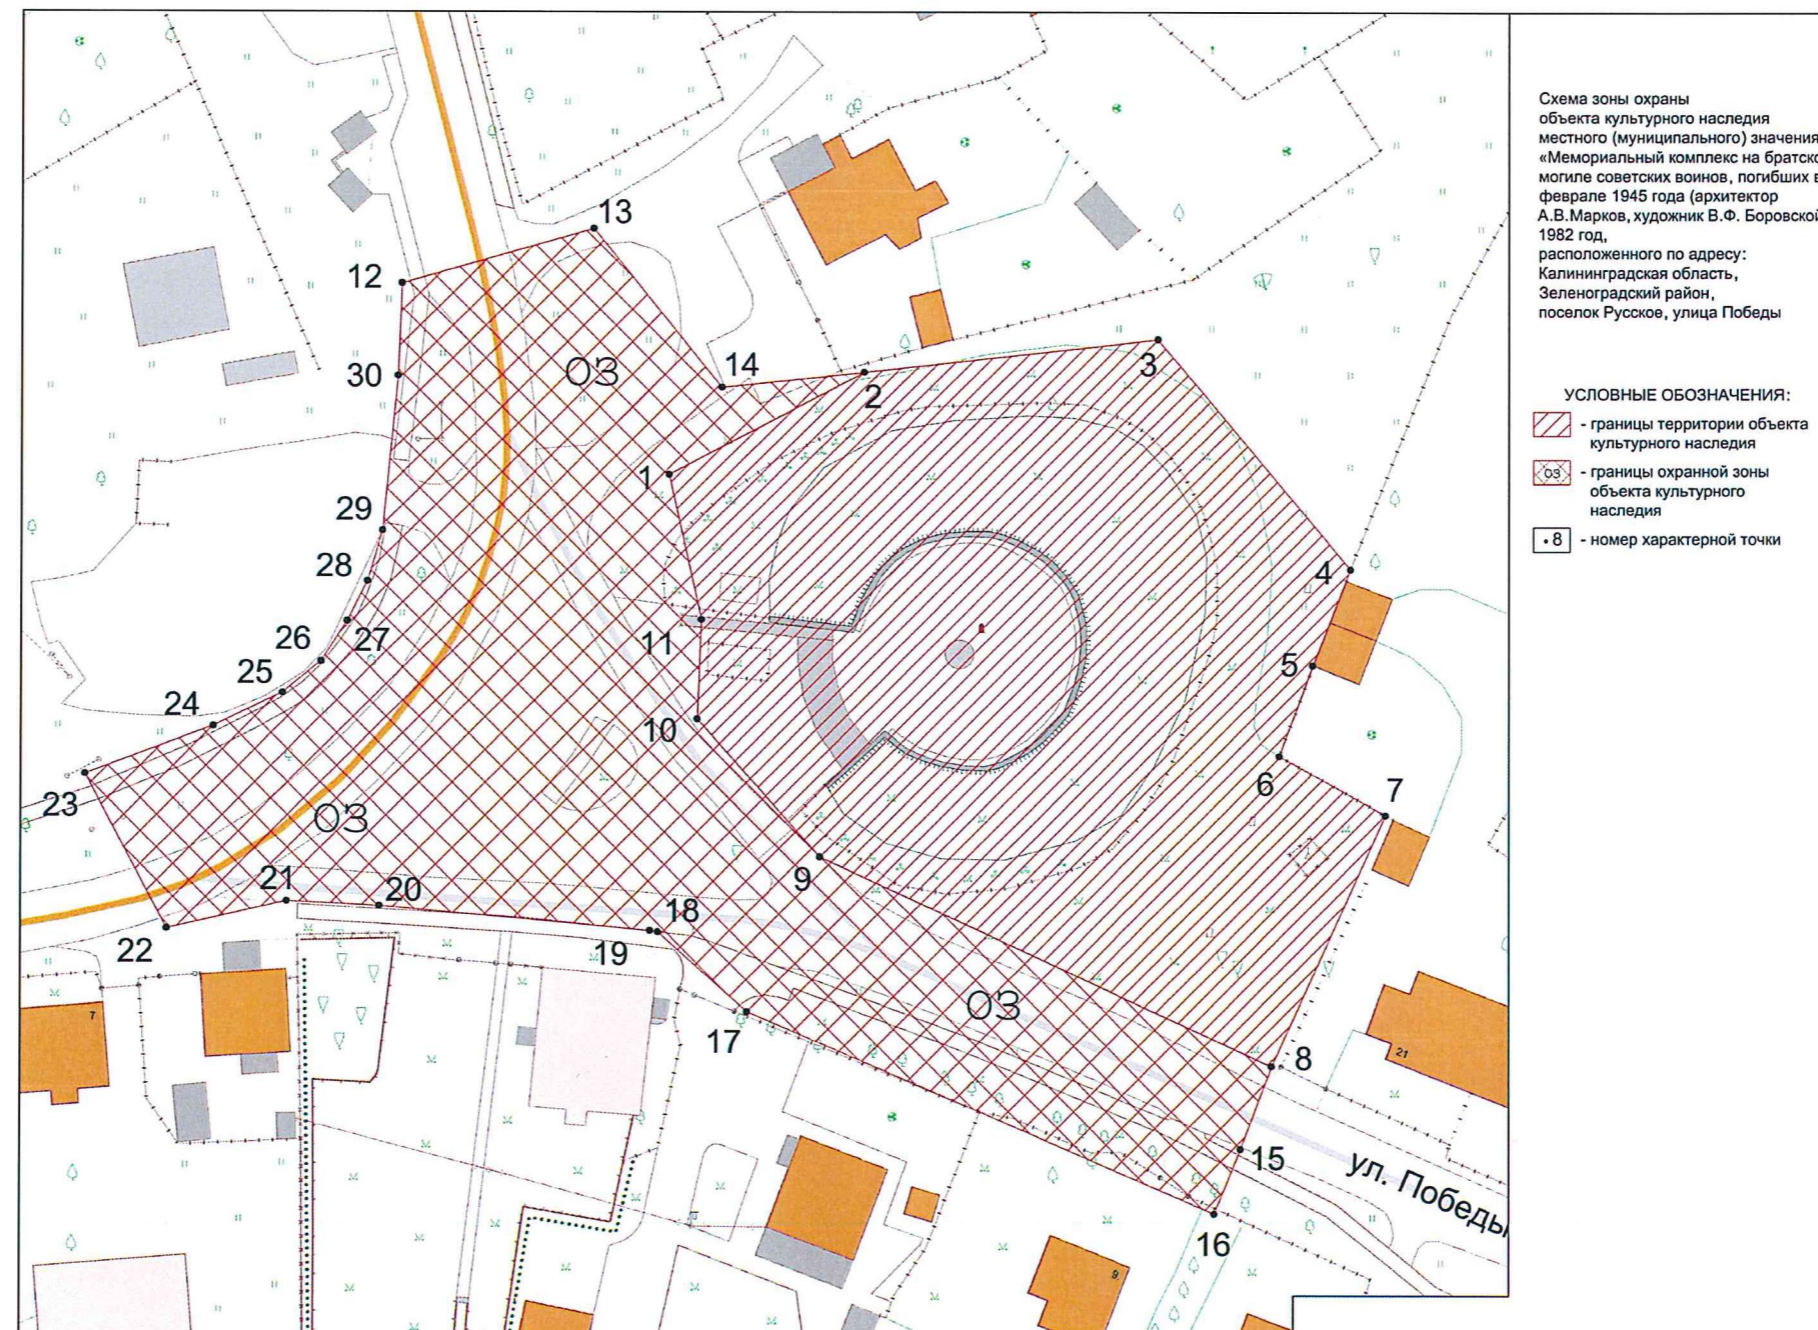 Схема зоны охраны
объекта культурного наследия
местного (муниципального) значения
«Мемориальный комплекс на братско
могиле советских воинов, погибших в
феврале 1945 года (архитектор
А.В.Марков, художник В.Ф. Боровской
1982 год,
расположенного по адресу:
Калининградская область,
Зеленоградский район,
поселок Русское, улица Победы
УСЛОВНЫЕ ОБОЗНАЧЕНИЯ:
- границы территории объекта
культурного наследия
ОЗ - границы охранной зоны
объекта культурного
наследия
• 8 - номер характерной точки
13
12
30
ОЗ
14
2
3
1
29
28
4
26
27
11
5
25
24
10
6
7
23
ОЗ
9
21
20
18
22
19
ОЗ
17
7
8
21
15
ул. Победы
16
9